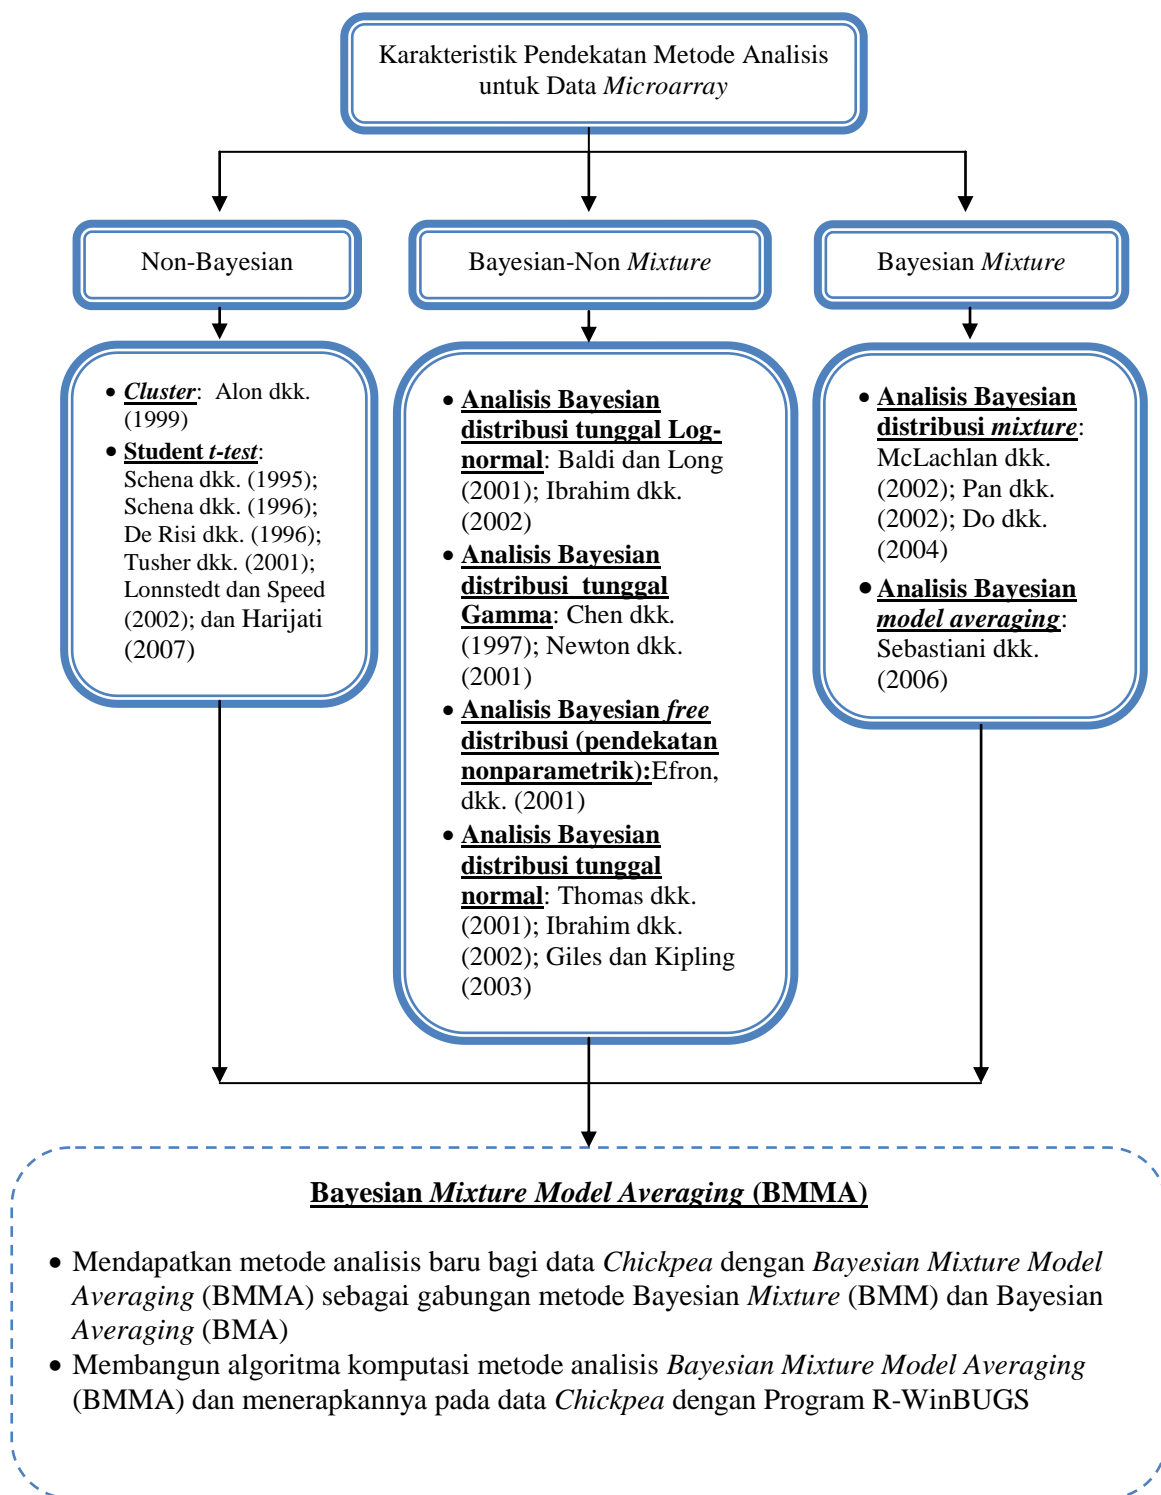 Karakteristik Pendekatan Metode Analisis
untuk Data Microarray
Non-Bayesian
Bayesian-Non Mixture
Bayesian Mixture
• Cluster: Alon dkk.
(1999)
• Student t-test:
Schena dkk. (1995);
Schena dkk. (1996);
De Risi dkk. (1996);
Tusher dkk. (2001);
Lonnstedt dan Speed
(2002); dan Harijati
(2007)
• Analisis Bayesian
distribusi tunggal Log-
normal: Baldi dan Long
(2001); Ibrahim dkk.
(2002)
• Analisis Bayesian
distribusi tunggal
Gamma: Chen dkk.
(1997); Newton dkk.
(2001)
• Analisis Bayesian free
distribusi (pendekatan
nonparametrik):Efron,
dkk. (2001)
• Analisis Bayesian
distribusi tunggal
normal: Thomas dkk.
(2001); Ibrahim dkk.
(2002); Giles dan Kipling
(2003)
• Analisis Bayesian
distribusi mixture:
McLachlan dkk.
(2002); Pan dkk.
(2002); Do dkk.
(2004)
• Analisis Bayesian
model averaging:
Sebastiani dkk.
(2006)
Bayesian Mixture Model Averaging (BMMA)
• Mendapatkan metode analisis baru bagi data Chickpea dengan Bayesian Mixture Model
Averaging (BMMA) sebagai gabungan metode Bayesian Mixture (BMM) dan Bayesian
Averaging (BMA)
• Membangun algoritma komputasi metode analisis Bayesian Mixture Model Averaging
(BMMA) dan menerapkannya pada data Chickpea dengan Program R-WinBUGS